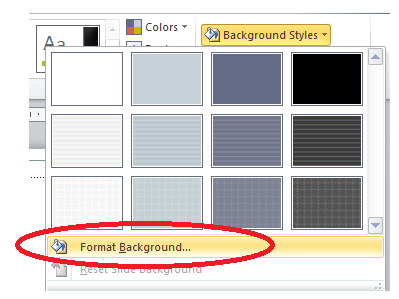 Aa
Colors
Background Styles
Format Background...
Reset Slide Background